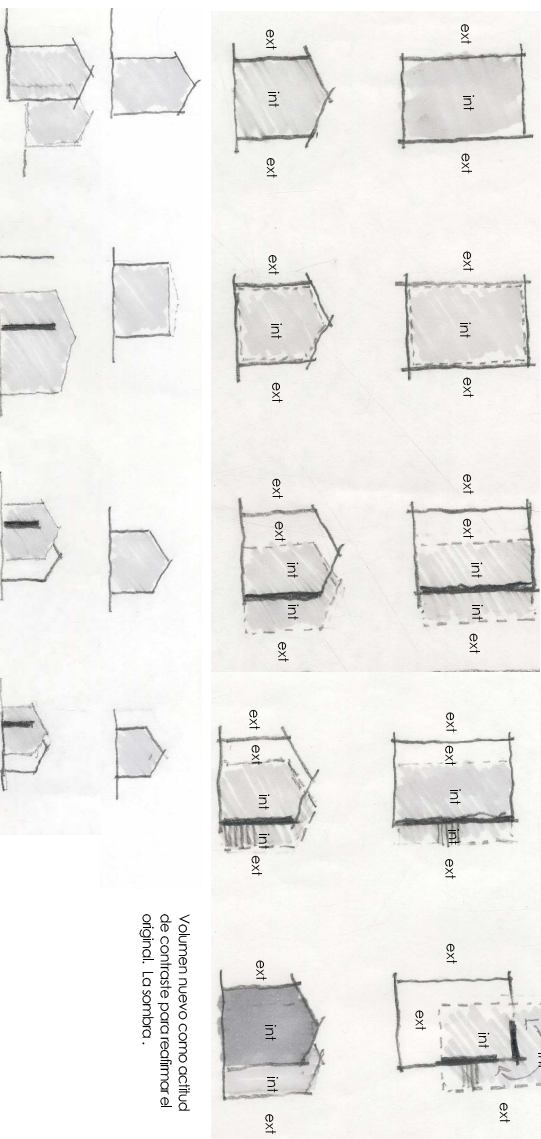 ext int ext
ext int ext
ext ext int int ext
ext ext int int ext
ext ext int int ext
ext int ext
ext int ext
ext ext int int ext
ext ext int int ext
ext int int ext
Volumen nuevo como actitud
de contraste para reafirmar el
original. La sombra.